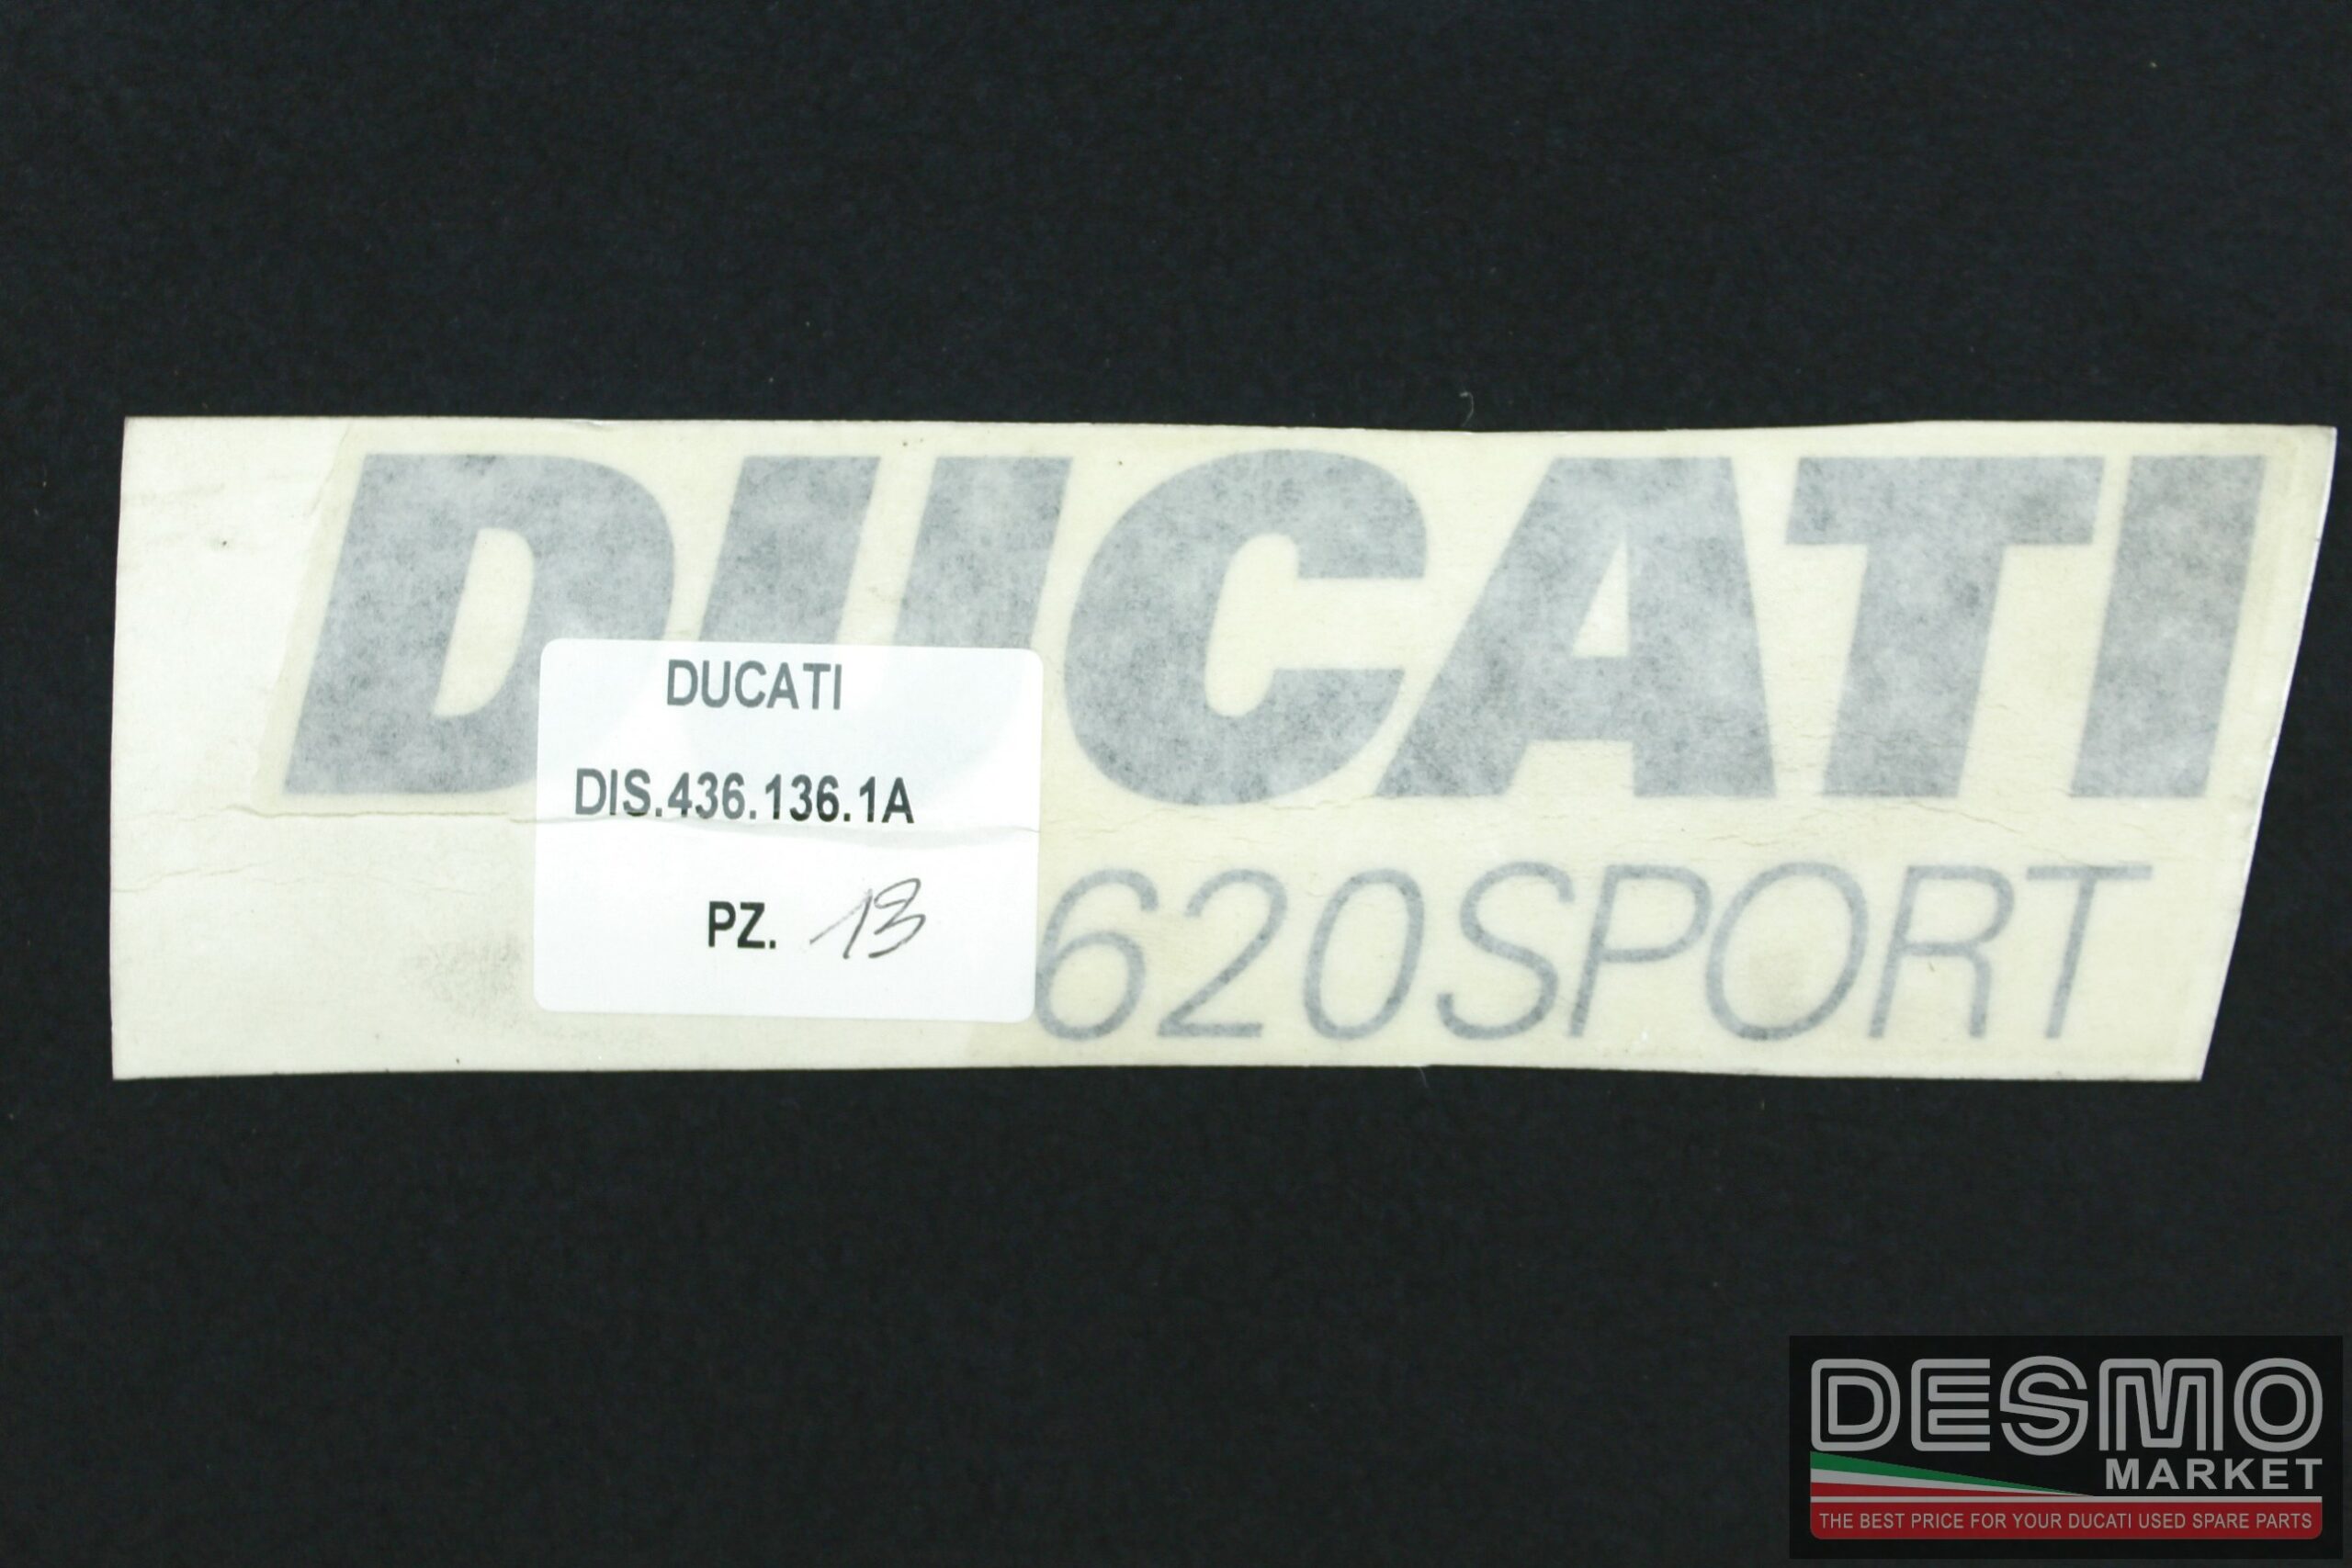 DUCATI
620SPORT
DUCATI
DIS.436.136.1A
PZ. 13
DESMO
MARKET
THE BEST PRICE FOR YOUR DUCATI USED SPARE PARTS